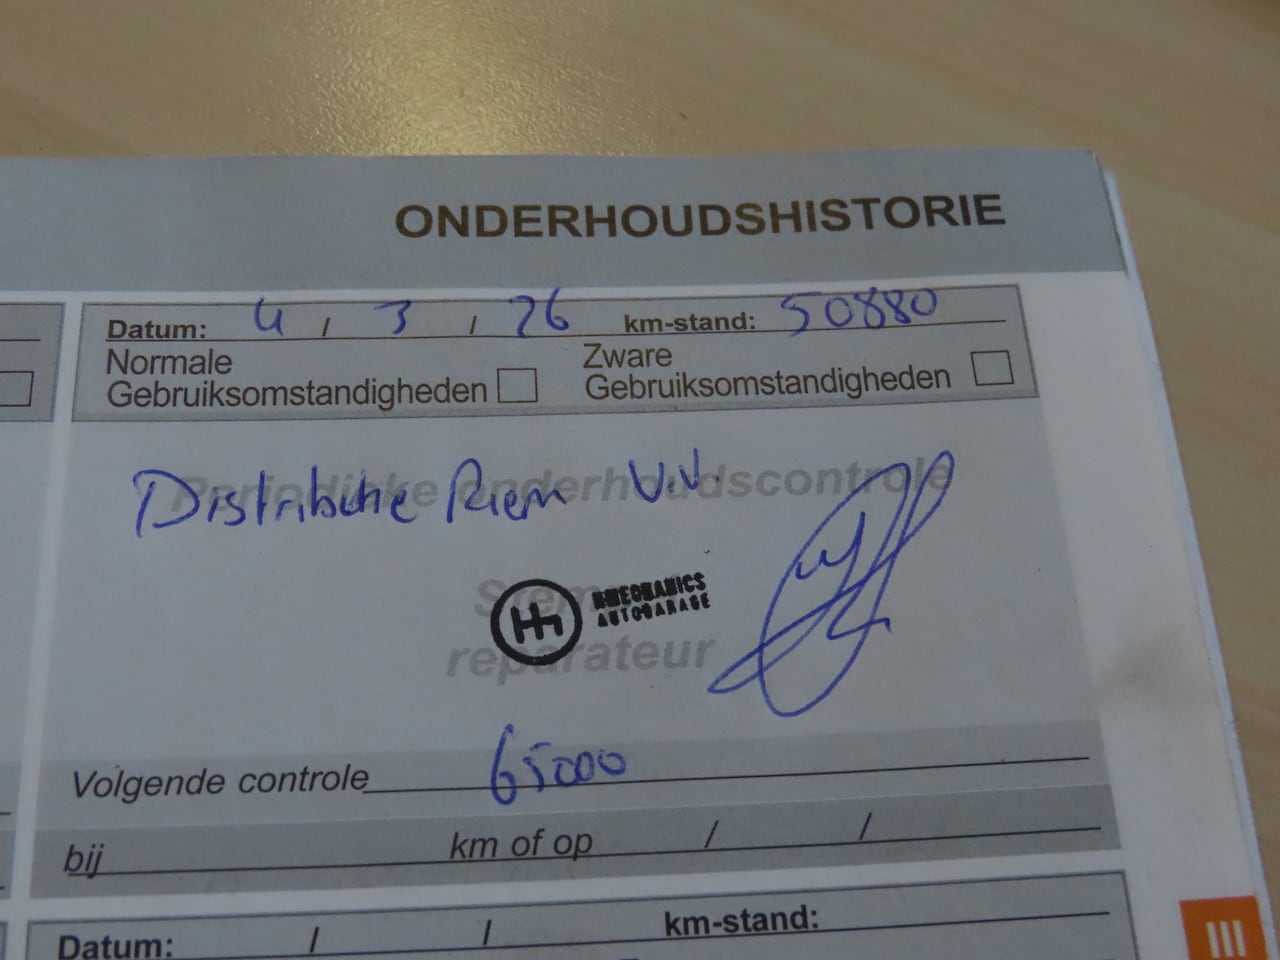 ONDERHOUDSHISTORIE
Datum: 4 / 3 / 26 km-stand: 50880
Normale Gebruiksomstandigheden
Zware Gebruiksomstandigheden
Periodieke onderhoudscontrole
Distributie Riem V.V.
AUTOGARAGE
reparateur
Volgende controle 65000
bij km of op / /
Datum: / / km-stand:
III